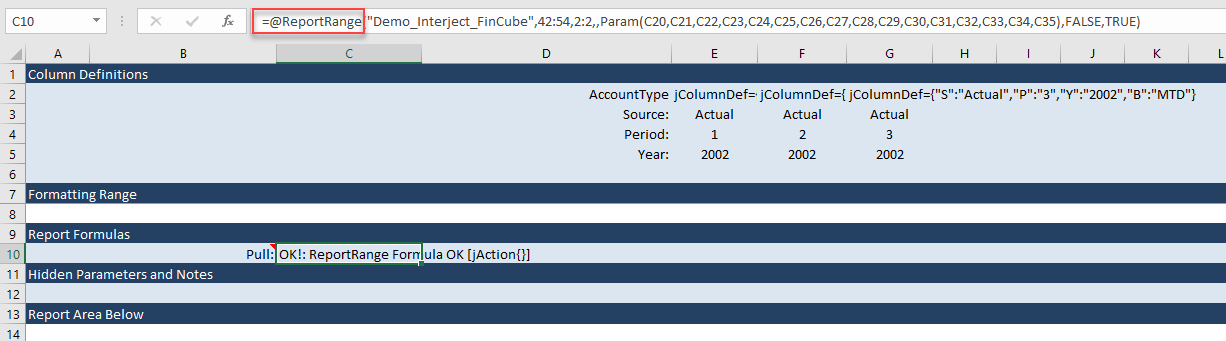 C10 fx =@ReportRange("Demo_Interject_FinCube",42:54,2:2,,Param(C20,C21,C22,C23,C24,C25,C26,C27,C28,C29,C30,C31,C32,C33,C34,C35),FALSE,TRUE)
A B C D E F G H I J K L
1 Column Definitions
2 AccountType jColumnDef= jColumnDef={ jColumnDef={"S":"Actual","P":"3","Y":"2002","B":"MTD"}
3 Source: Actual Actual Actual
4 Period: 1 2 3
5 Year: 2002 2002 2002
6
7 Formatting Range
8
9 Report Formulas
10 Pull: OK!: ReportRange Formula OK [jAction{}]
11 Hidden Parameters and Notes
12
13 Report Area Below
14